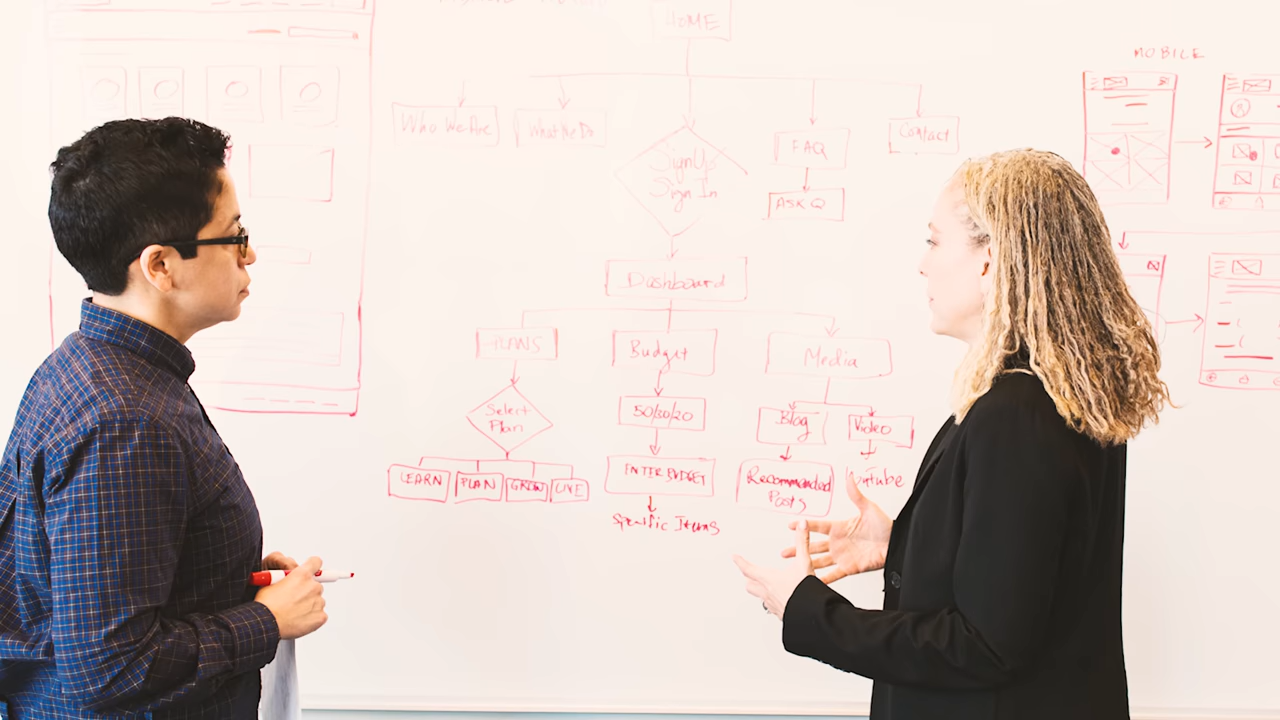 HOME
MOBILE
Who We Are
What We Do
Sign Up
Sign In
FAQ
Contact
ASK Q
Dashboard
PLANS
Budget
Media
Select
Plan
50/30/20
Blog
Video
LEARN
PLAN
GROW
LIVE
ENTER BUDGET
Recommended
Posts
Specific Items